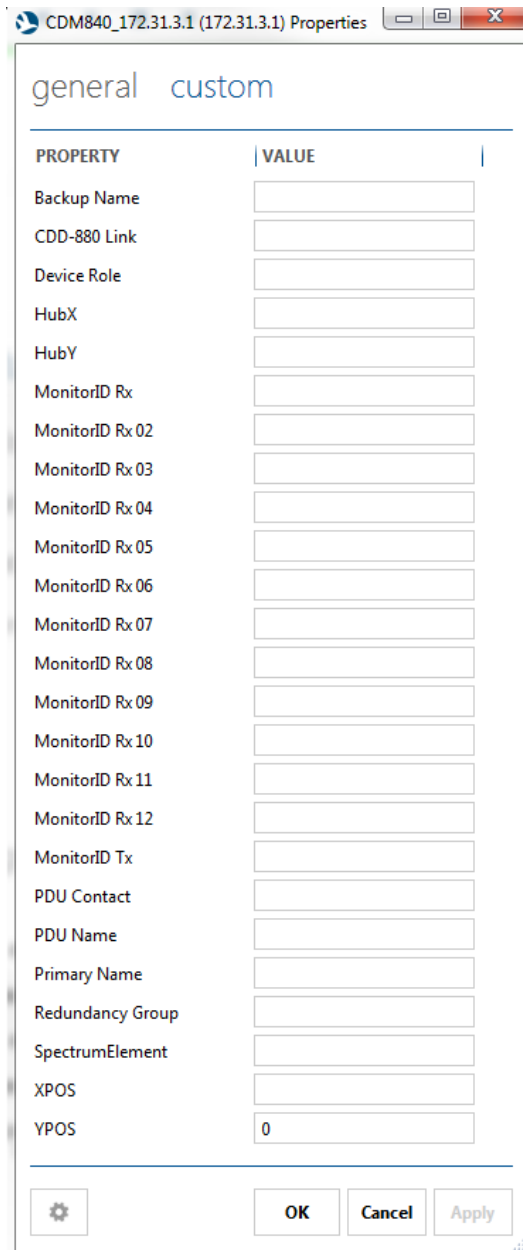 CDM840_172.31.3.1 (172.31.3.1) Properties
general custom
PROPERTY VALUE
Backup Name
CDD-880 Link
Device Role
HubX
HubY
MonitorID Rx
MonitorID Rx 02
MonitorID Rx 03
MonitorID Rx 04
MonitorID Rx 05
MonitorID Rx 06
MonitorID Rx 07
MonitorID Rx 08
MonitorID Rx 09
MonitorID Rx 10
MonitorID Rx 11
MonitorID Rx 12
MonitorID Tx
PDU Contact
PDU Name
Primary Name
Redundancy Group
SpectrumElement
XPOS
YPOS 0
OK Cancel Apply